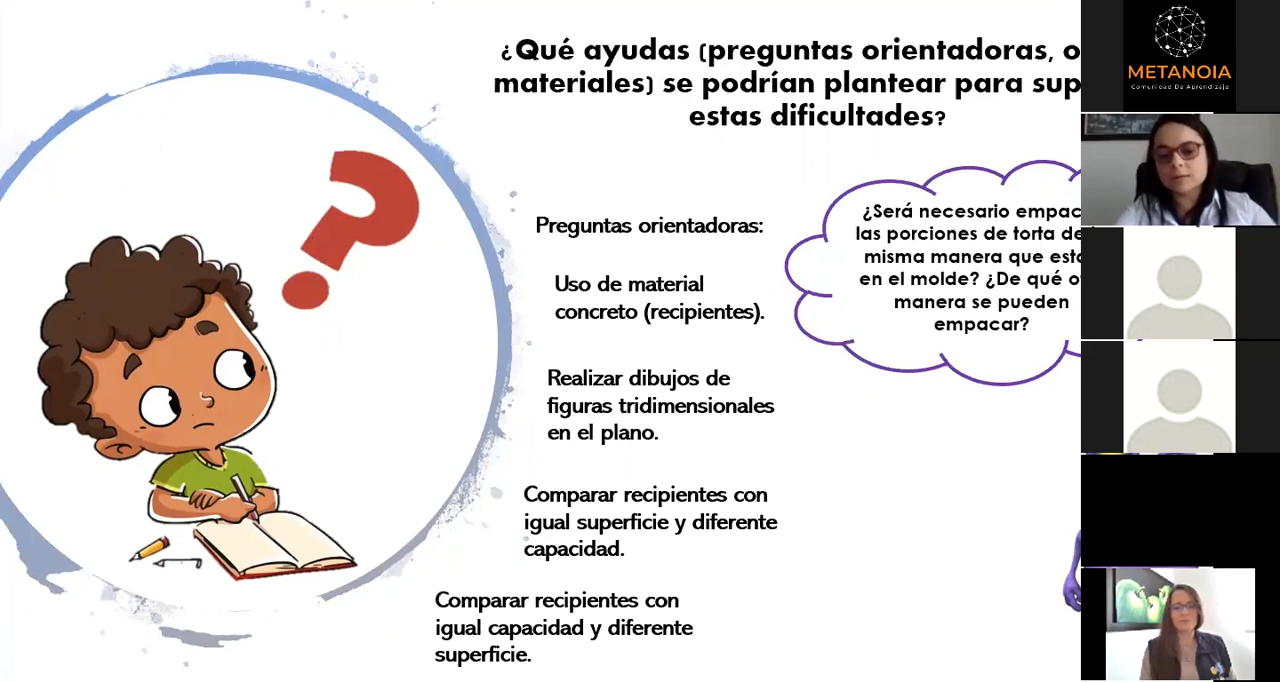 ¿Qué ayudas (preguntas orientadoras, o
materiales) se podrían plantear para sup
estas dificultades?
Preguntas orientadoras:
Uso de material
concreto (recipientes).
Realizar dibujos de
figuras tridimensionales
en el plano.
Comparar recipientes con
igual superficie y diferente
capacidad.
Comparar recipientes con
igual capacidad y diferente
superficie.
¿Será necesario empac
las porciones de torta de
misma manera que est
en el molde? ¿De qué o
manera se pueden
empacar?
METANOIA
Comunidad De Aprendizaje